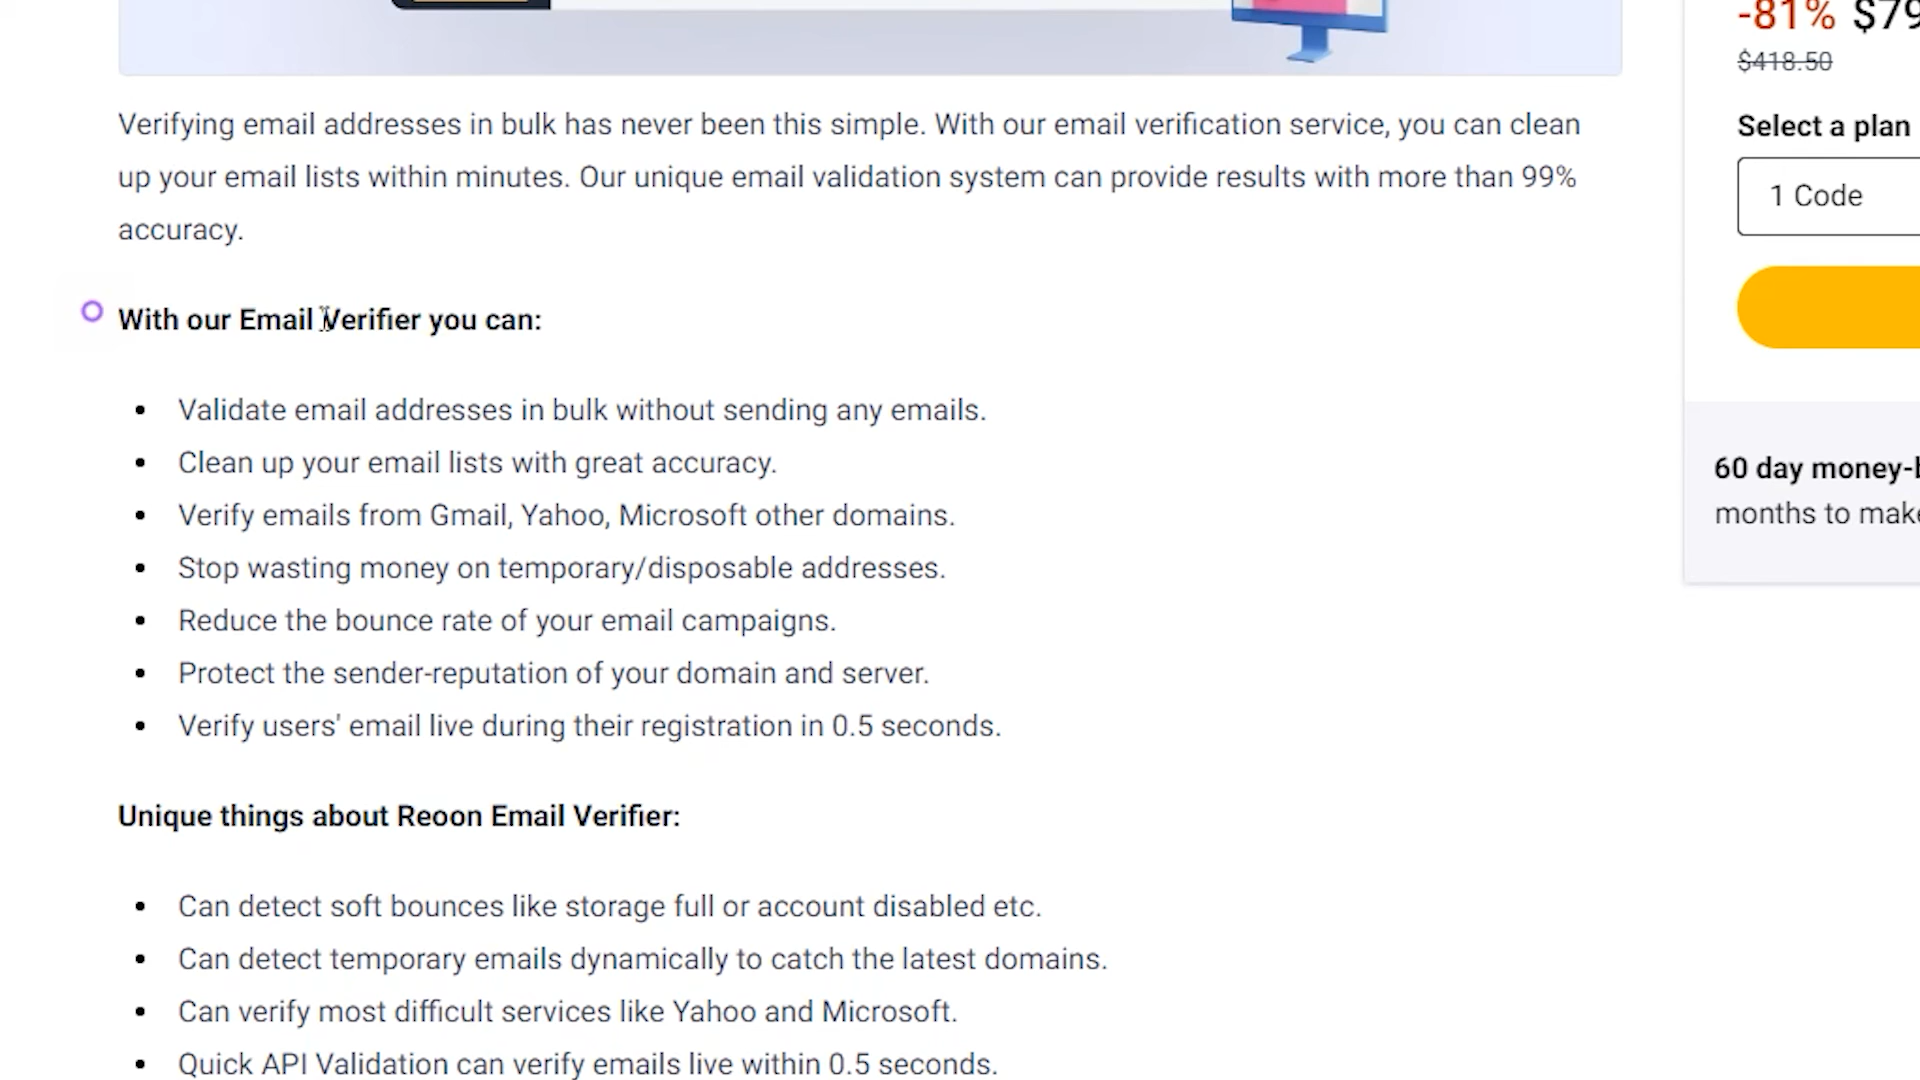 -81% $79
$418.50
Verifying email addresses in bulk has never been this simple. With our email verification service, you can clean
up your email lists within minutes. Our unique email validation system can provide results with more than 99%
accuracy.
Select a plan
1 Code
With our Email Verifier you can:
Validate email addresses in bulk without sending any emails.
Clean up your email lists with great accuracy.
Verify emails from Gmail, Yahoo, Microsoft other domains.
Stop wasting money on temporary/disposable addresses.
Reduce the bounce rate of your email campaigns.
Protect the sender-reputation of your domain and server.
Verify users' email live during their registration in 0.5 seconds.
60 day money-b
months to make
Unique things about Reoon Email Verifier:
Can detect soft bounces like storage full or account disabled etc.
Can detect temporary emails dynamically to catch the latest domains.
Can verify most difficult services like Yahoo and Microsoft.
Quick API Validation can verify emails live within 0.5 seconds.